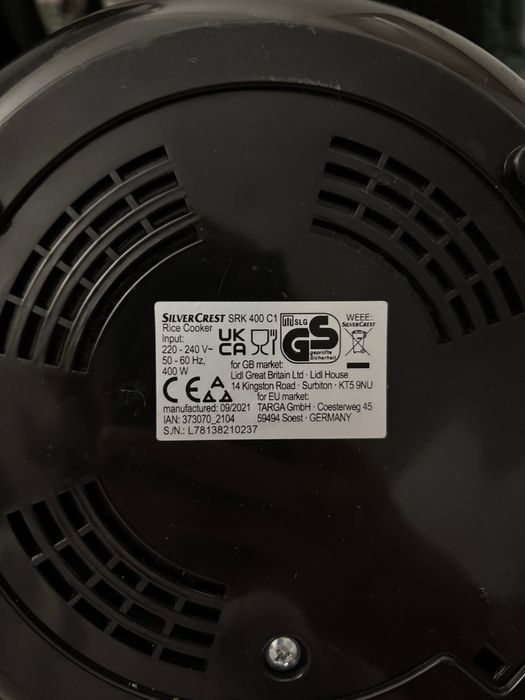 SILVERCREST SRK 400 C1
Rice Cooker
Input:
220 - 240 V~
50 - 60 Hz,
400 W
UK
CA
SLG
GS
geprüfte
Sicherheit
WEEE:
SILVERCREST
for GB market:
Lidl Great Britain Ltd · Lidl House
14 Kingston Road · Surbiton · KT5 9NU
for EU market:
CE
manufactured: 09/2021 TARGA GmbH · Coesterweg 45
IAN: 373070_2104 59494 Soest · GERMANY
S./N.: L78138210237